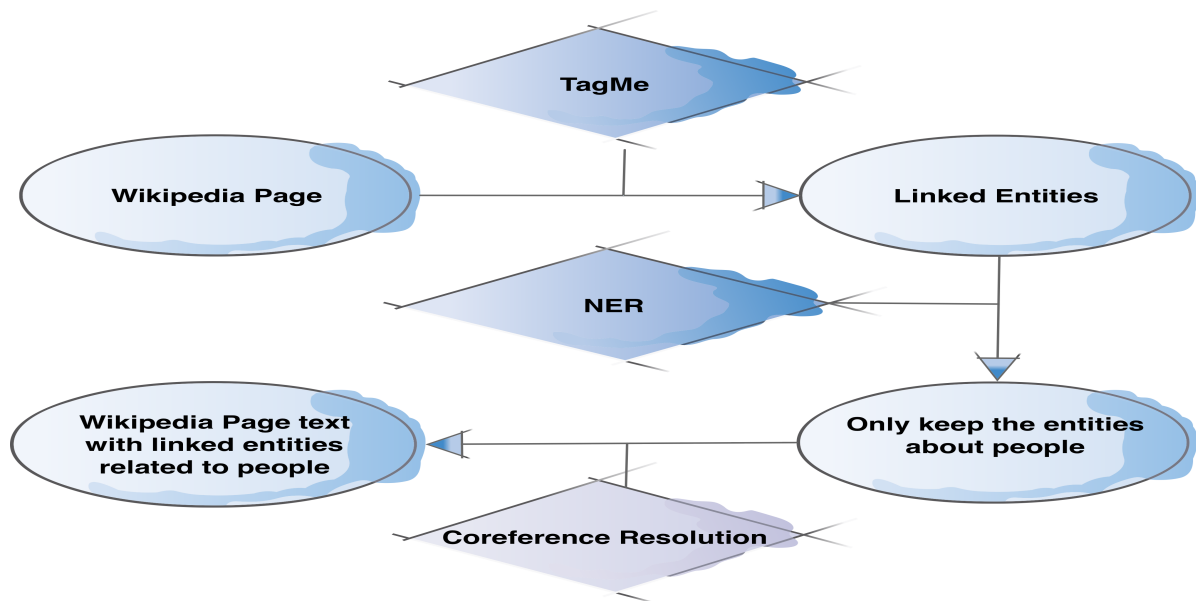 TagMe
Wikipedia Page
Linked Entities
NER
Wikipedia Page text
with linked entities
related to people
Only keep the entities
about people
Coreference Resolution